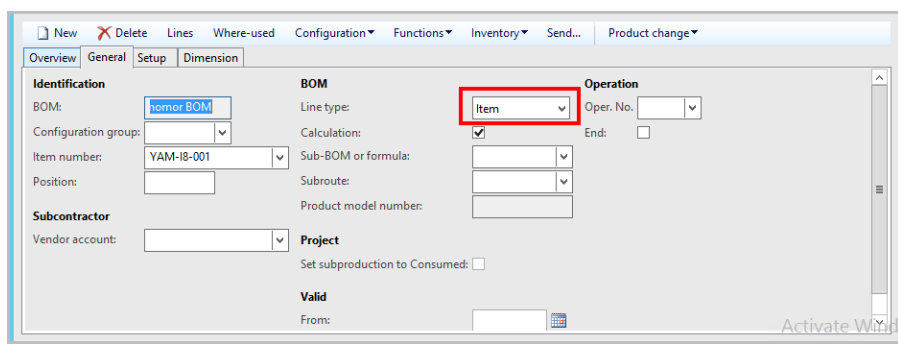 New Delete Lines Where-used Configuration Functions Inventory Send... Product change
Overview General Setup Dimension
Identification
BOM: nomor BOM
Configuration group:
Item number: YAM-I8-001
Position:
Subcontractor
Vendor account:
BOM
Line type: Item
Calculation:
Sub-BOM or formula:
Subroute:
Product model number:
Project
Set subproduction to Consumed:
Valid
From:
Operation
Oper. No.
End:
Activate Wind